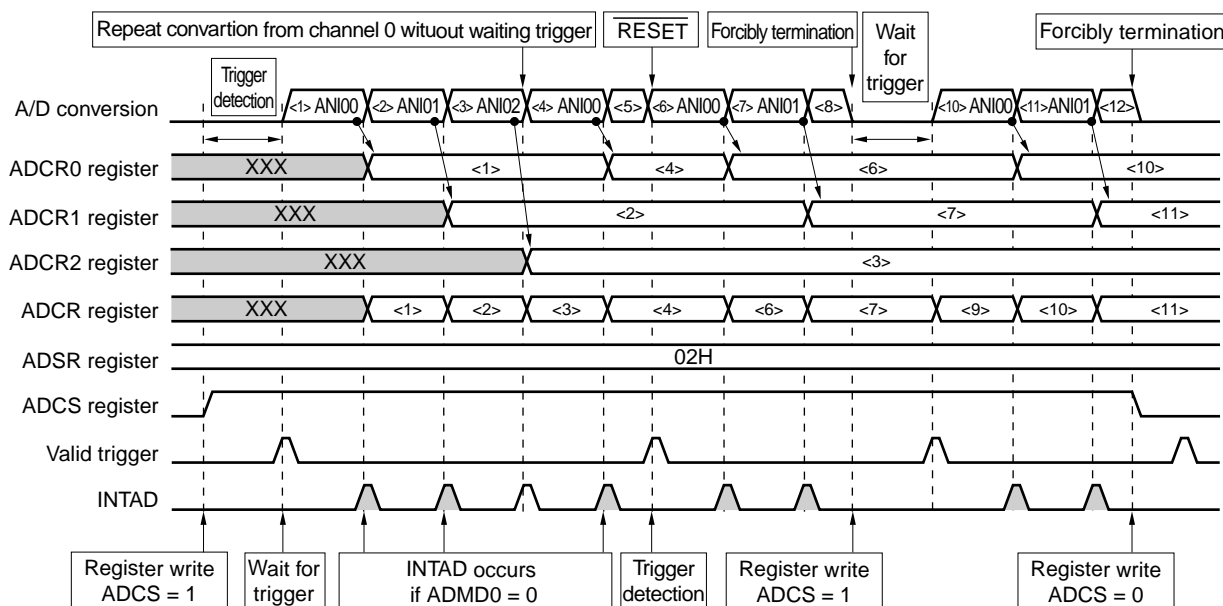 Repeat convartion from channel 0 wituout waiting trigger
RESET
Forcibly termination
Wait
for
trigger
Forcibly termination
Trigger
detection
A/D conversion
<1> ANI00
<2> ANI01
<3> ANI02
<4> ANI00
<5>
<6> ANI00
<7> ANI01
<8>
<10> ANI00
<11> ANI01
<12>
ADCR0 register
XXX
<1>
<4>
<6>
<10>
ADCR1 register
XXX
<2>
<7>
<11>
ADCR2 register
XXX
<3>
ADCR register
XXX
<1>
<2>
<3>
<4>
<6>
<7>
<9>
<10>
<11>
ADSR register
02H
ADCS register
Valid trigger
INTAD
Register write
ADCS = 1
Wait for
trigger
INTAD occurs
if ADMD0 = 0
Trigger
detection
Register write
ADCS = 1
Register write
ADCS = 0